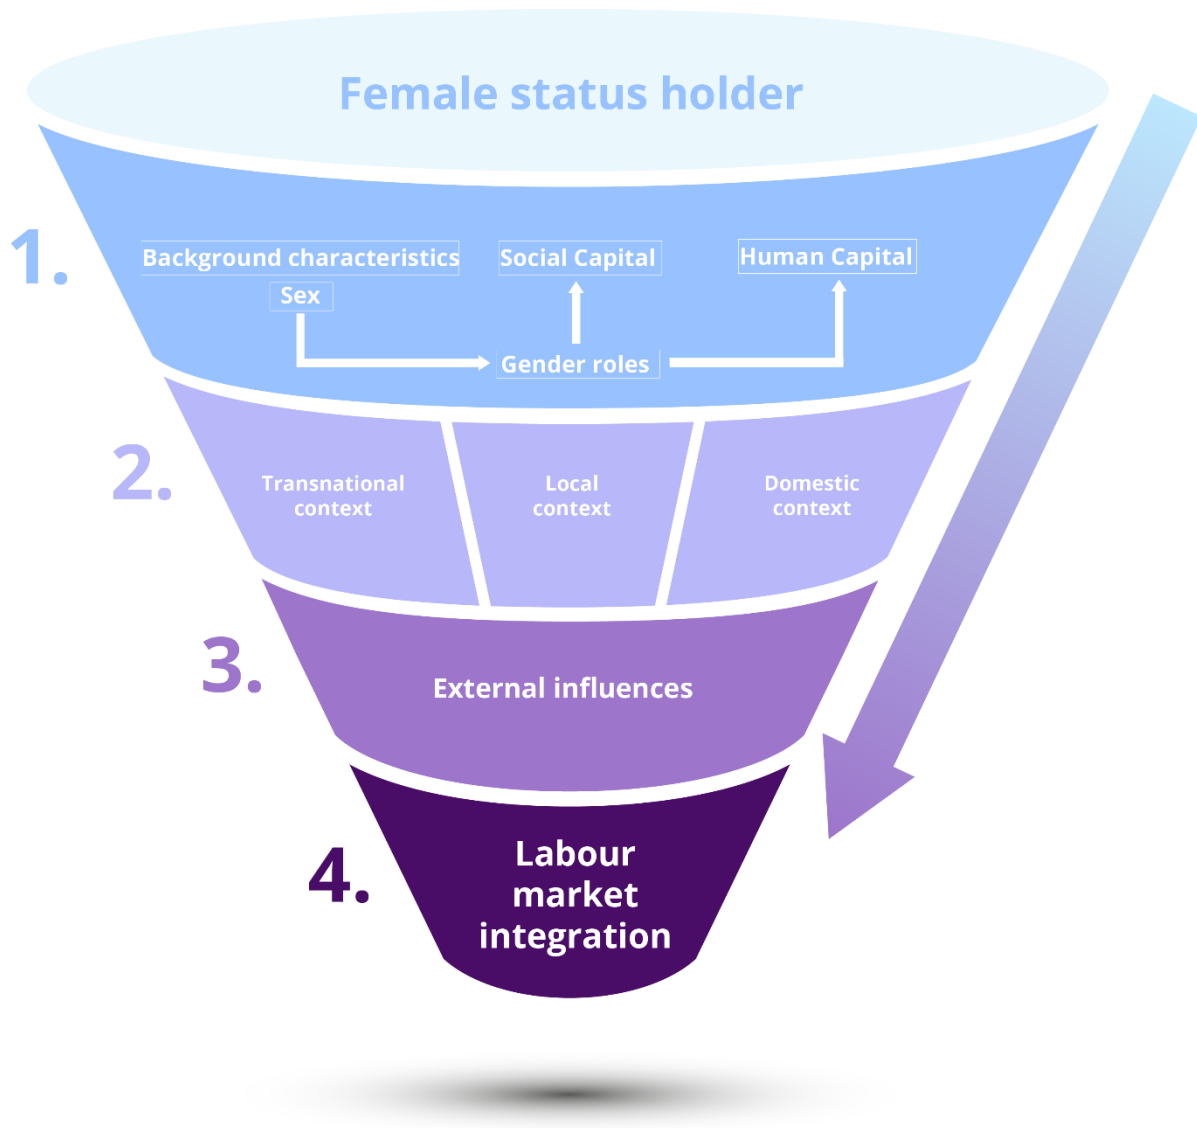 Female status holder
1.
Background characteristics
Social Capital
Human Capital
Sex
Gender roles
2.
Transnational
context
Local
context
Domestic
context
3.
External influences
4.
Labour
market
integration